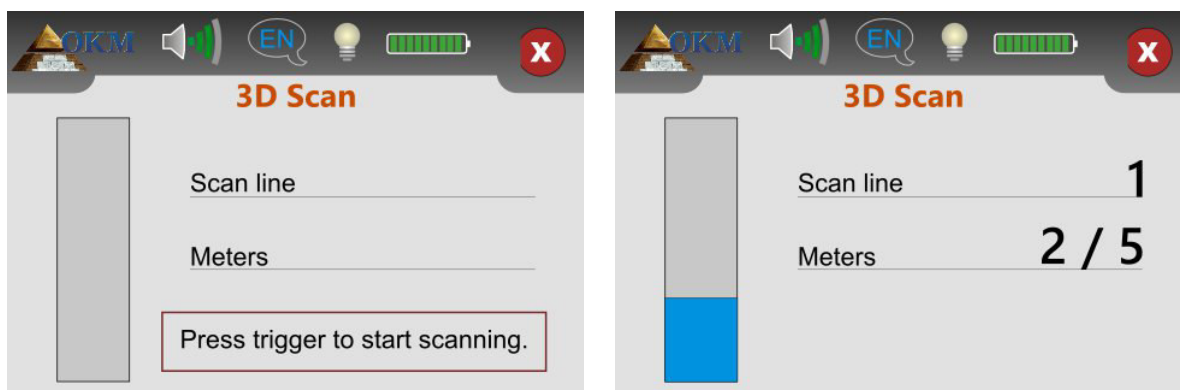 OKM EN X
3D Scan
Scan line
Meters
Press trigger to start scanning.
OKM EN X
3D Scan
Scan line 1
Meters 2 / 5